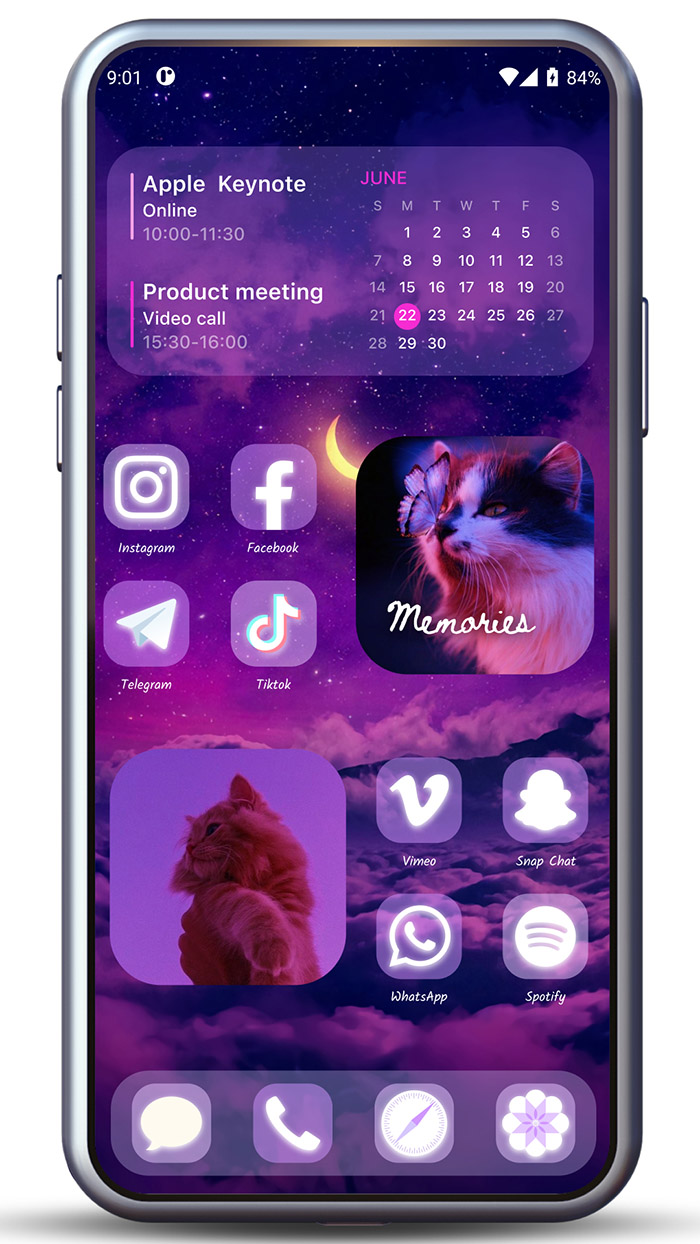 9:01 84%
Apple Keynote
Online
10:00-11:30
Product meeting
Video call
15:30-16:00
JUNE
S M T W T F S
1 2 3 4 5 6
7 8 9 10 11 12 13
14 15 16 17 18 19 20
21 22 23 24 25 26 27
28 29 30
Instagram Facebook
Memories
Telegram Tiktok
Vimeo Snap Chat
WhatsApp Spotify